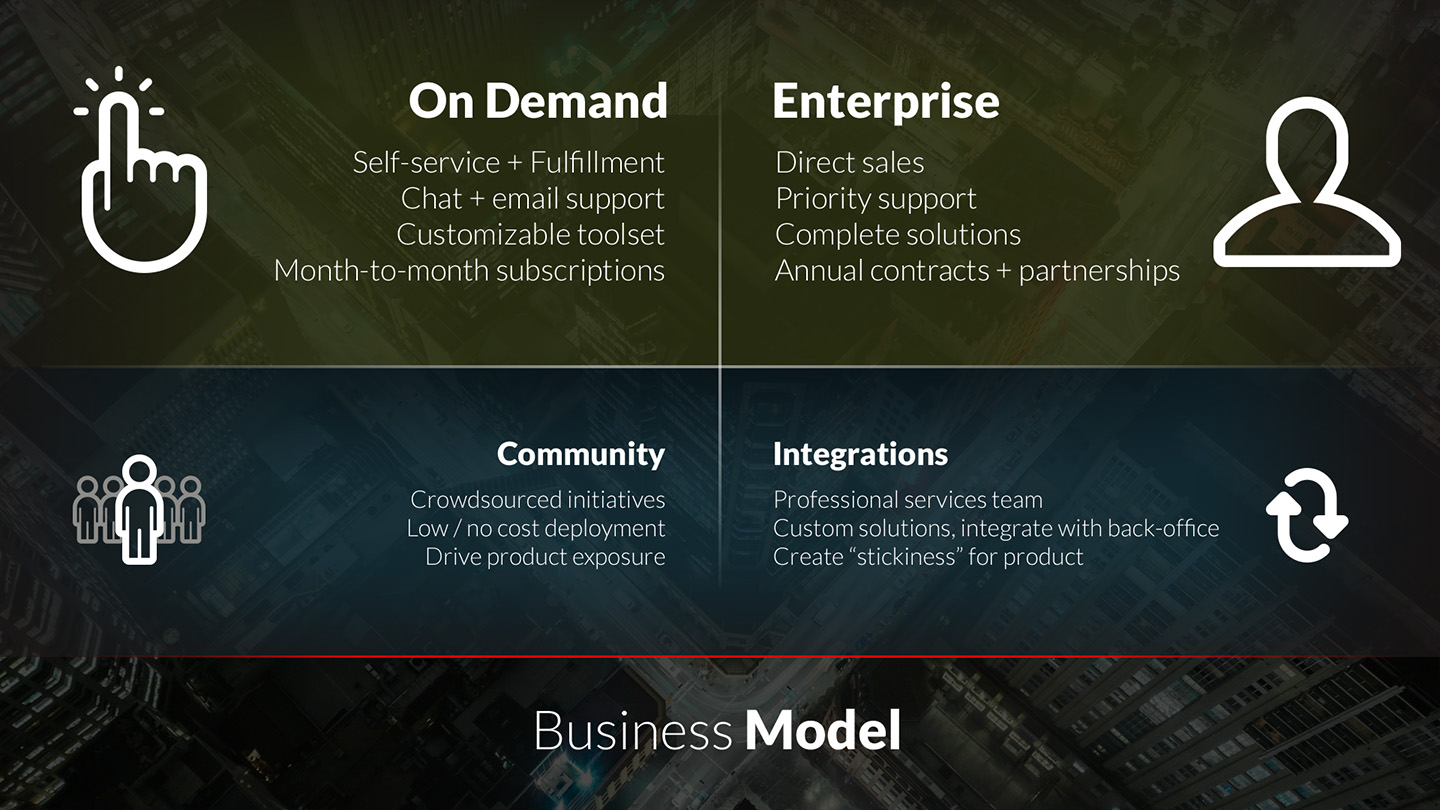 On Demand
Self-service + Fulfillment
Chat + email support
Customizable toolset
Month-to-month subscriptions
Enterprise
Direct sales
Priority support
Complete solutions
Annual contracts + partnerships
Community
Crowdsourced initiatives
Low / no cost deployment
Drive product exposure
Integrations
Professional services team
Custom solutions, integrate with back-office
Create “stickiness” for product
Business Model